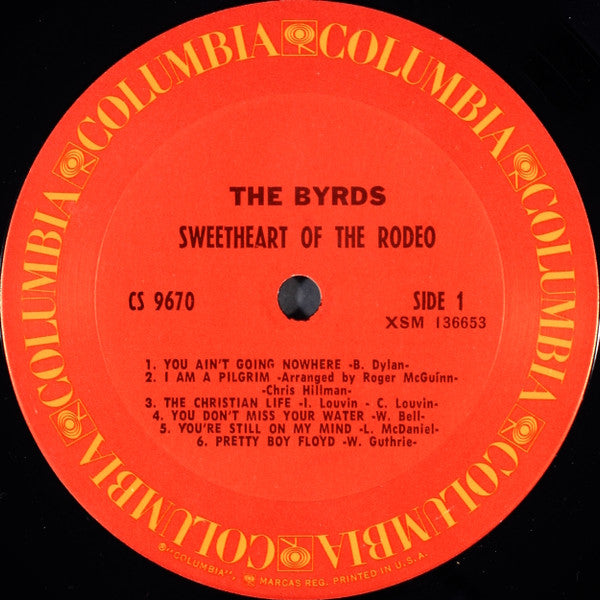 COLUMBIA COLUMBIA COLUMBIA COLUMBIA COLUMBIA COLUMBIA
THE BYRDS
SWEETHEART OF THE RODEO
CS 9670 SIDE 1
XSM 136653
1. YOU AIN'T GOING NOWHERE -B. Dylan-
2. I AM A PILGRIM -Arranged by Roger McGuinn-
-Chris Hillman-
3. THE CHRISTIAN LIFE -I. Louvin - C. Louvin-
4. YOU DON'T MISS YOUR WATER -W. Bell-
5. YOU'RE STILL ON MY MIND -L. McDaniel-
6. PRETTY BOY FLOYD -W. Guthrie-
®"COLUMBIA", MARCAS REG. PRINTED IN U.S.A.